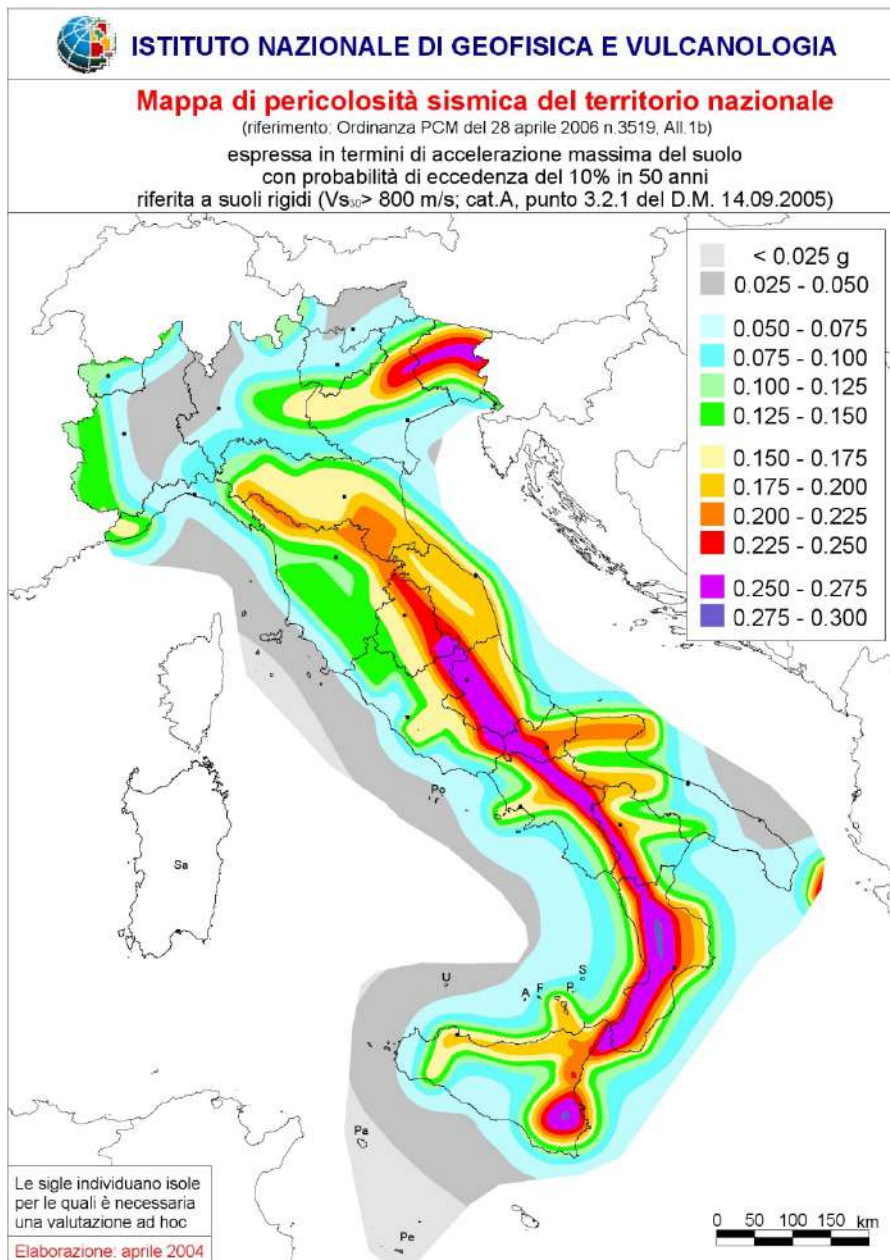 ISTITUTO NAZIONALE DI GEOFISICA E VULCANOLOGIA
Mappa di pericolosità sismica del territorio nazionale
(riferimento: Ordinanza PCM del 28 aprile 2006 n.3519, All.1b)
espressa in termini di accelerazione massima del suolo
con probabilità di eccedenza del 10% in 50 anni
riferita a suoli rigidi (Vs₃₀> 800 m/s; cat.A, punto 3.2.1 del D.M. 14.09.2005)
< 0.025 g
0.025 - 0.050
0.050 - 0.075
0.075 - 0.100
0.100 - 0.125
0.125 - 0.150
0.150 - 0.175
0.175 - 0.200
0.200 - 0.225
0.225 - 0.250
0.250 - 0.275
0.275 - 0.300
Po
Sa
U
A
F
P
S
Pa
Pe
Le sigle individuano isole
per le quali è necessaria
una valutazione ad hoc
Elaborazione: aprile 2004
0 50 100 150 km